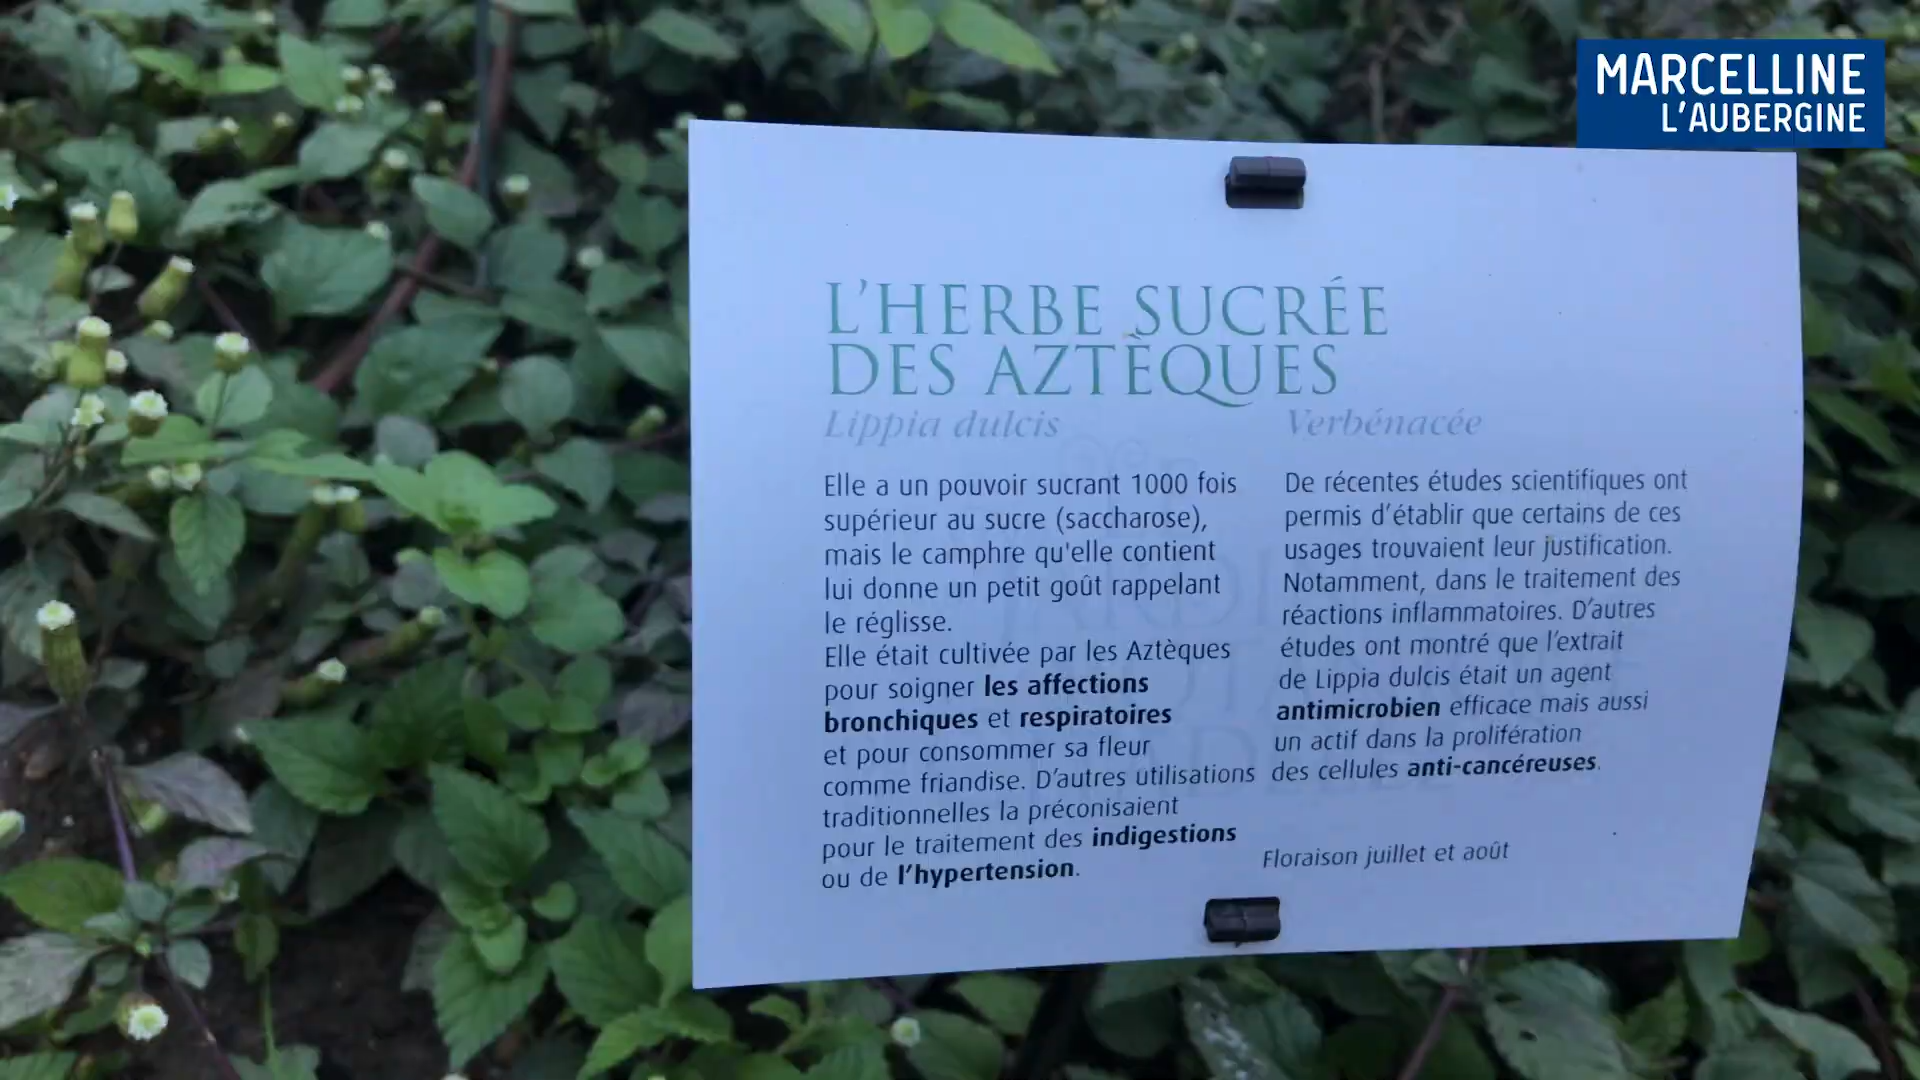 MARCELLINE
L'AUBERGINE
L'HERBE SUCRÉE
DES AZTÈQUES
Lippia dulcis
Verbénacée
Elle a un pouvoir sucrant 1000 fois
supérieur au sucre (saccharose),
mais le camphre qu'elle contient
lui donne un petit goût rappelant
le réglisse.
Elle était cultivée par les Aztèques
pour soigner les affections
bronchiques et respiratoires
et pour consommer sa fleur
comme friandise. D'autres utilisations
traditionnelles la préconisaient
pour le traitement des indigestions
ou de l'hypertension.
De récentes études scientifiques ont
permis d'établir que certains de ces
usages trouvaient leur justification.
Notamment, dans le traitement des
réactions inflammatoires. D'autres
études ont montré que l'extrait
de Lippia dulcis était un agent
antimicrobien efficace mais aussi
un actif dans la prolifération
des cellules anti-cancéreuses.
Floraison juillet et août